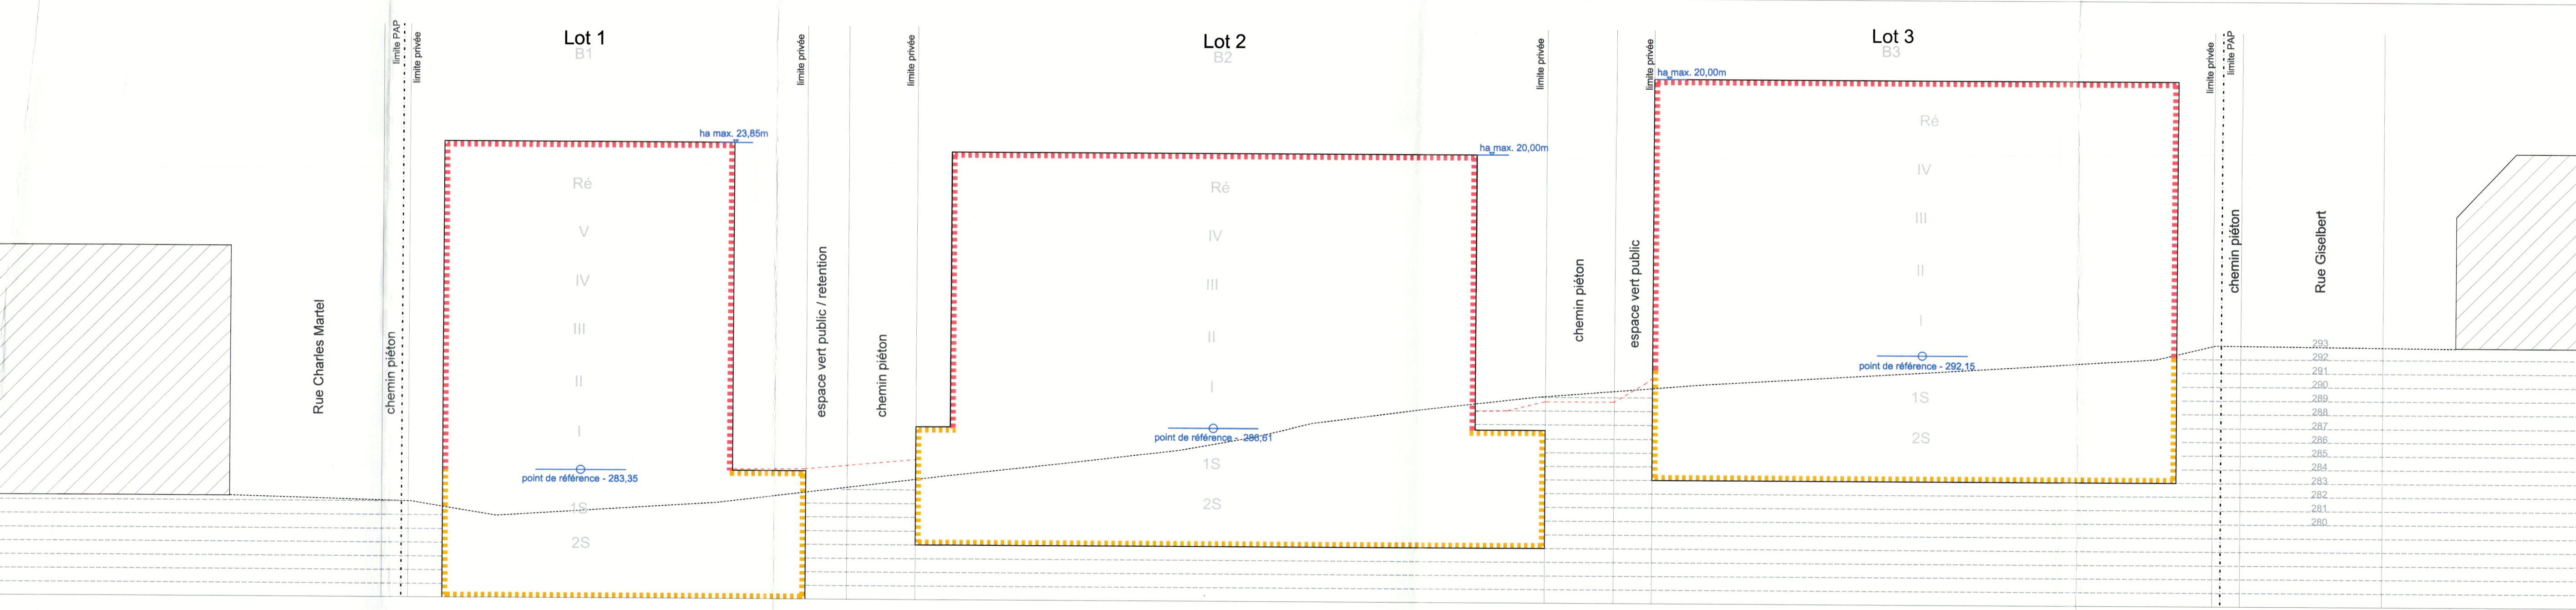 limite PAP
limite privée
Lot 1
B1
limite privée
limite privée
Lot 2
B2
limite privée
limite privée
Lot 3
B3
limite privée
limite PAP
ha max. 23,85m
ha max. 20,00m
ha max. 20,00m
Rue Charles Martel
chemin piéton
Ré
V
IV
III
II
I
point de référence - 283,35
1S
2S
espace vert public / retention
chemin piéton
Ré
IV
III
II
I
point de référence - 286,61
1S
2S
chemin piéton
espace vert public
Ré
IV
III
II
I
point de référence - 292,15
1S
2S
chemin piéton
Rue Giselbert
293
292
291
290
289
288
287
286
285
284
283
282
281
280